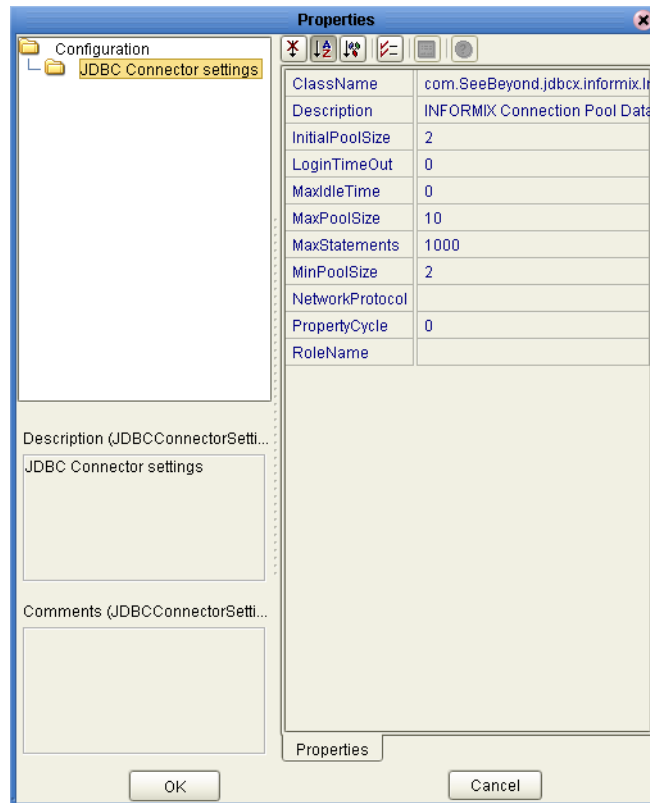 Properties
Configuration
JDBC Connector settings
ClassName com.SeeBeyond.jdbcx.informix.I
Description INFORMIX Connection Pool Data
InitialPoolSize 2
LoginTimeOut 0
MaxIdleTime 0
MaxPoolSize 10
MaxStatements 1000
MinPoolSize 2
NetworkProtocol
PropertyCycle 0
RoleName
Description (JDBCConnectorSetti...
JDBC Connector settings
Comments (JDBCConnectorSetti...
Properties
OK Cancel